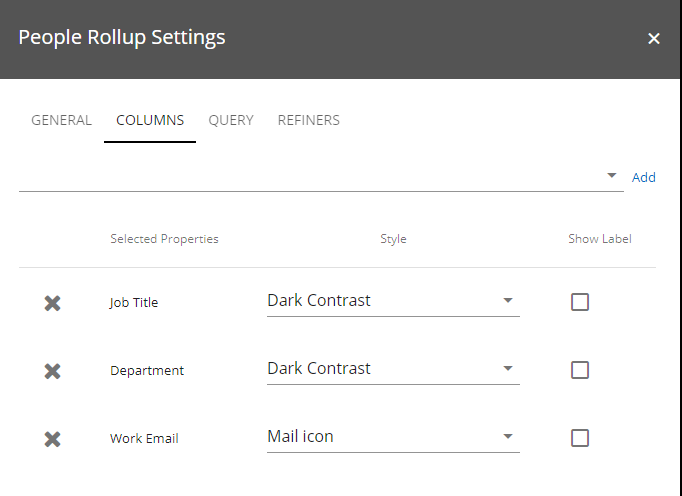 People Rollup Settings
GENERAL COLUMNS QUERY REFINERS
Add
Selected Properties Style Show Label
Job Title Dark Contrast
Department Dark Contrast
Work Email Mail icon